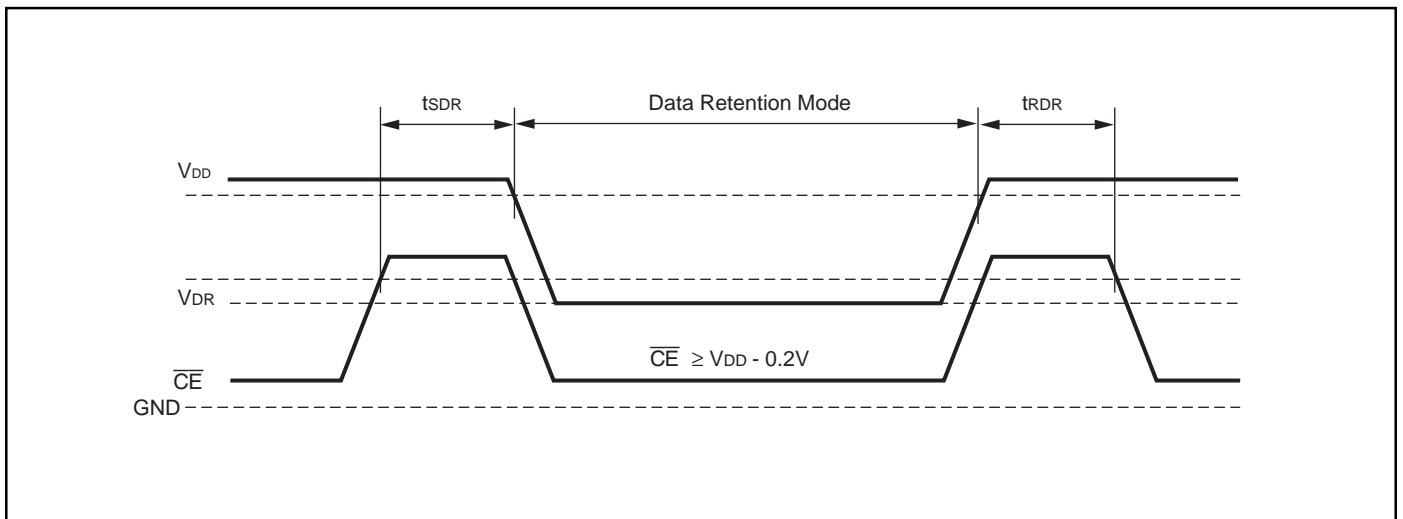 tSDR Data Retention Mode tRDR
VDD
VDR
CE ≥ VDD - 0.2V
CE
GND